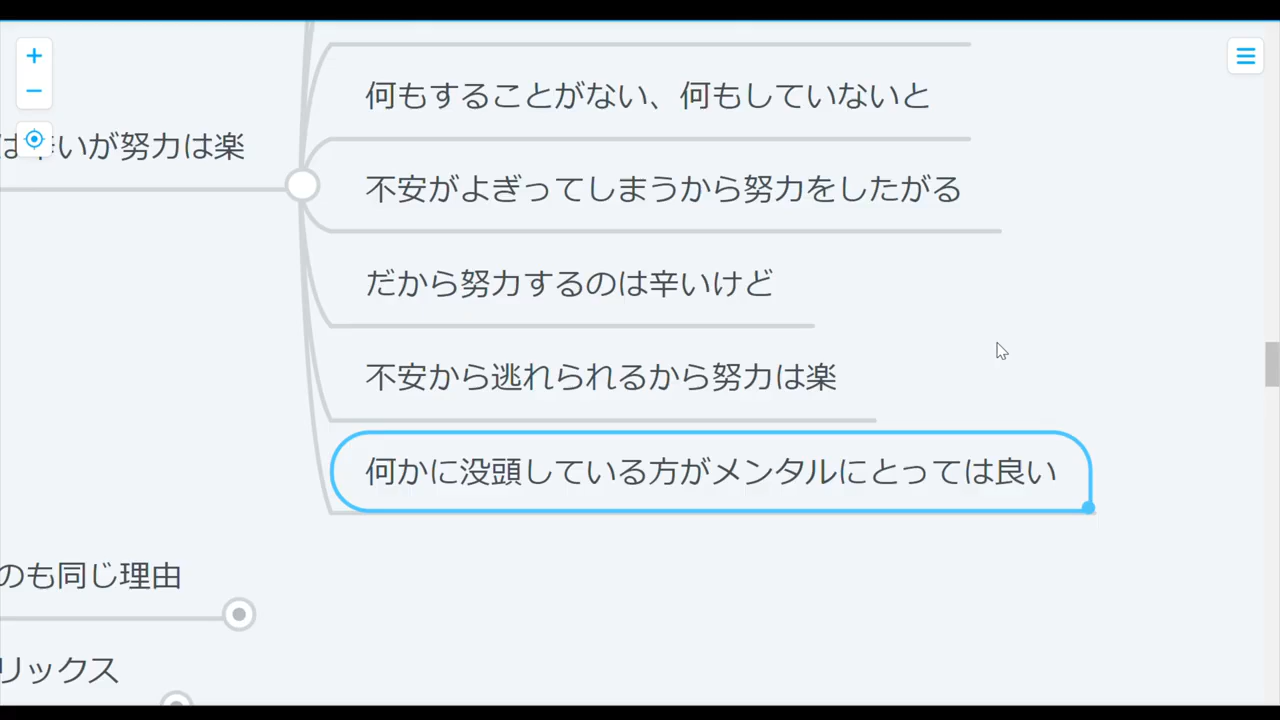 何もすることがない、何もしていないと
いが努力は楽
不安がよぎってしまうから努力をしたがる
だから努力するのは辛いけど
不安から逃れられるから努力は楽
何かに没頭している方がメンタルにとっては良い
のも同じ理由
リックス